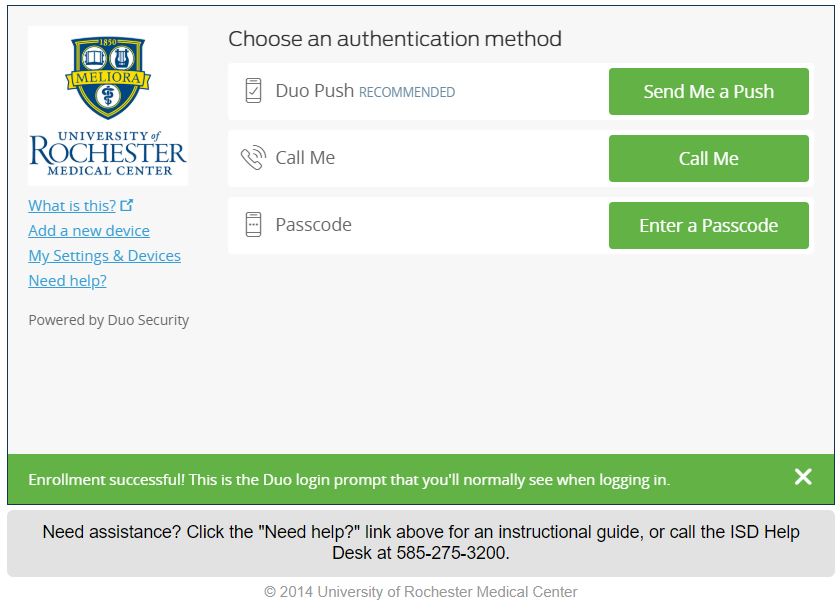 1850
MELIORA
UNIVERSITY of
ROCHESTER
MEDICAL CENTER
What is this?
Add a new device
My Settings & Devices
Need help?
Powered by Duo Security
Choose an authentication method
Duo Push RECOMMENDED
Send Me a Push
Call Me
Call Me
Passcode
Enter a Passcode
Enrollment successful! This is the Duo login prompt that you'll normally see when logging in.
Need assistance? Click the "Need help?" link above for an instructional guide, or call the ISD Help
Desk at 585-275-3200.
© 2014 University of Rochester Medical Center